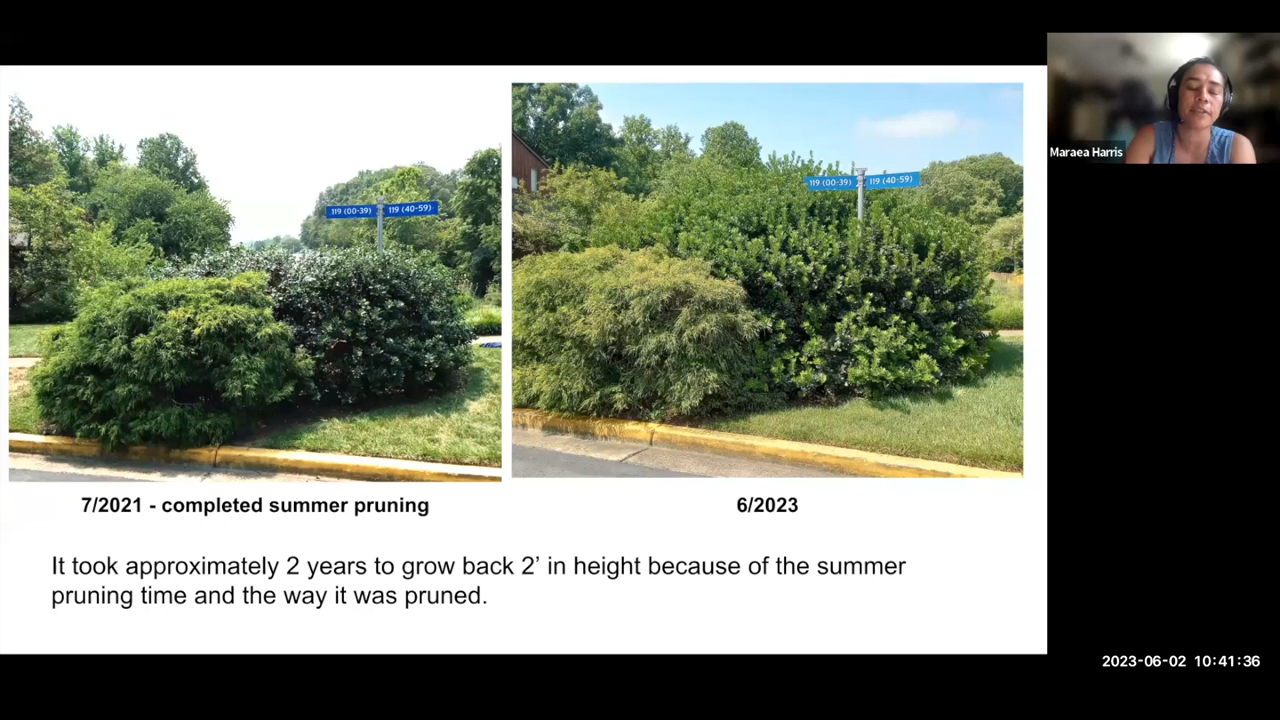 Maraea Harris
119 (00-39) 119 (40-59)
119 (00-39) 119 (40-59)
7/2021 - completed summer pruning
6/2023
It took approximately 2 years to grow back 2’ in height because of the summer
pruning time and the way it was pruned.
2023-06-02 10:41:36